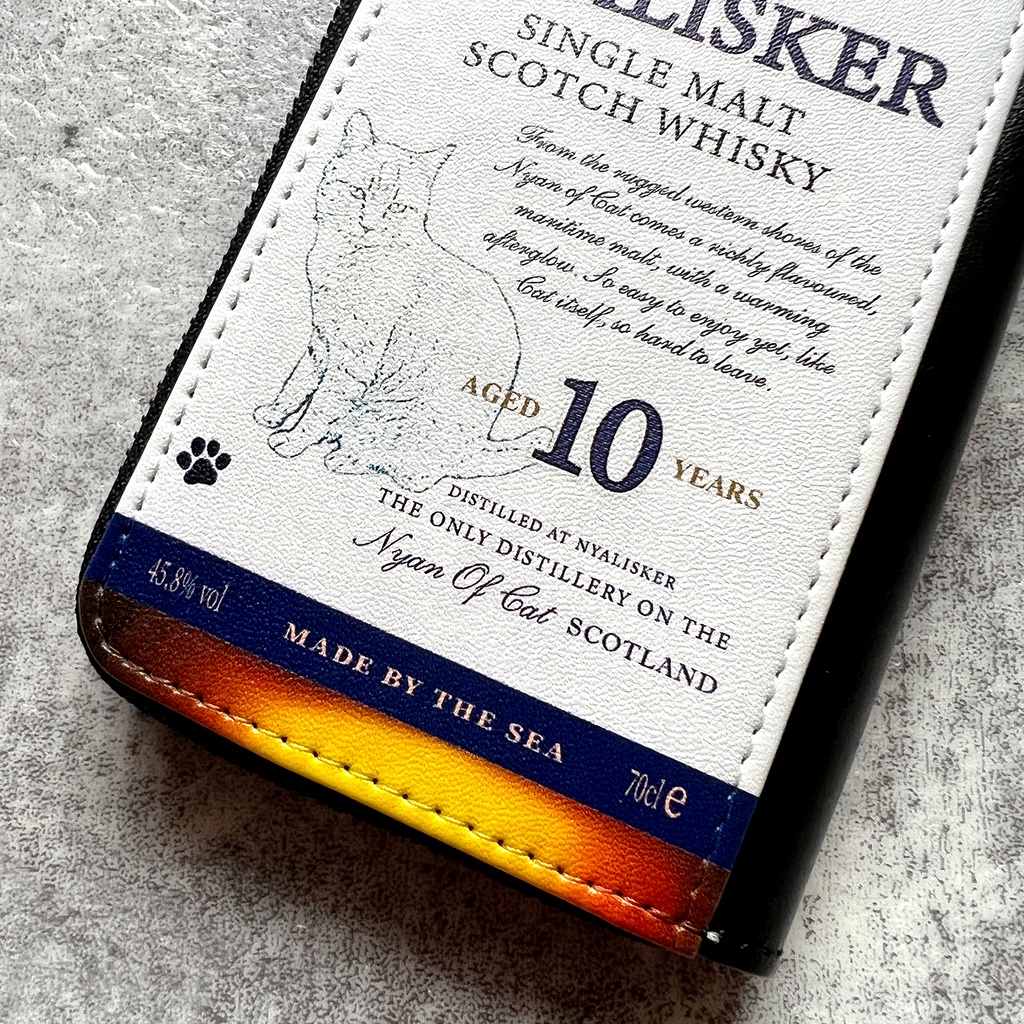 ALISKER
SINGLE MALT
SCOTCH WHISKY
From the rugged western shores of the
Nyan of Cat comes a richly flavoured,
maritime malt, with a warming
afterglow. So easy to enjoy yet, like
Cat itself, so hard to leave.
AGED 10 YEARS
DISTILLED AT NYALISKER
THE ONLY DISTILLERY ON THE
Nyan Of Cat SCOTLAND
45.8% vol
MADE BY THE SEA
70cl e